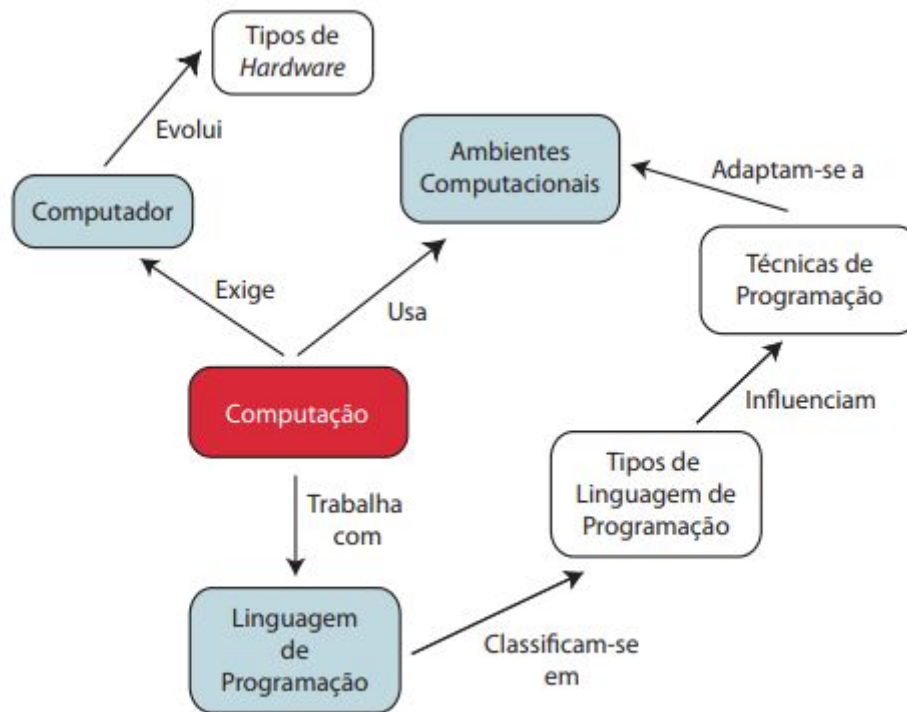 Tipos de
Hardware
Evolui
Ambientes
Computacionais
Adaptam-se a
Computador
Técnicas de
Programação
Exige
Usa
Influenciam
Computação
Tipos de
Linguagem de
Programação
Trabalha
com
Linguagem
de
Programação
Classificam-se
em